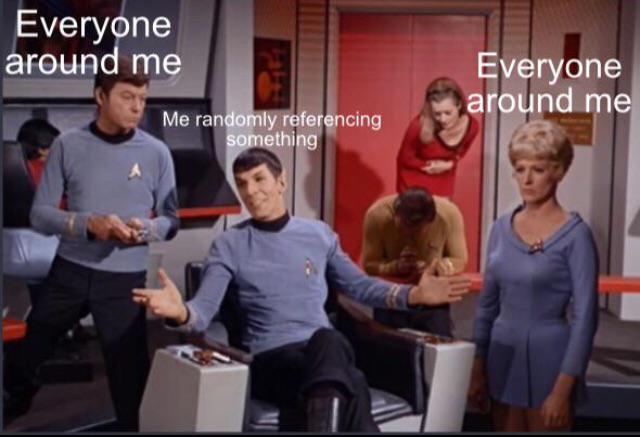 Everyone
around me
Me randomly referencing
something
Everyone
around me